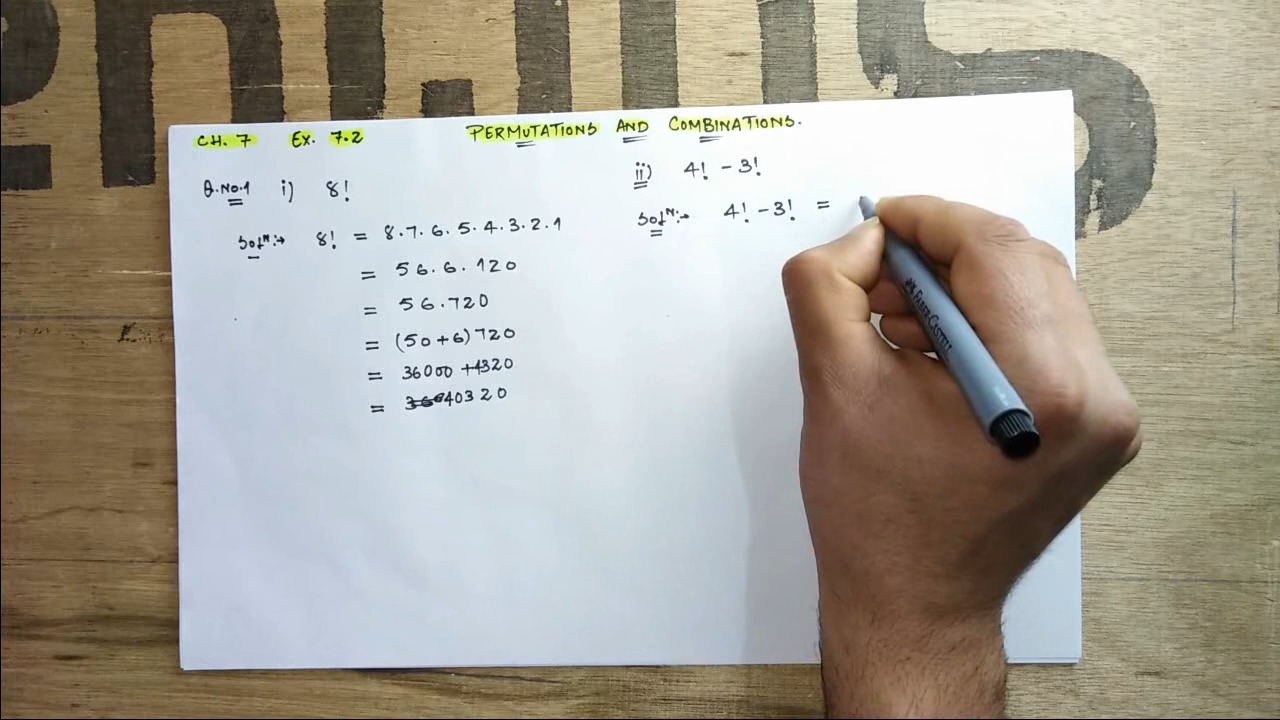 CH. 7 Ex. 7.2 PERMUTATIONS AND COMBINATIONS.
Q.No.1 i) 8!
Solᴺ:→ 8! = 8.7.6.5.4.3.2.1
= 56.6.120
= 56.720
= (50+6)720
= 36000+4320
= 40320
ii) 4! - 3!
Solᴺ:→ 4! - 3! =
FABER-CASTELL